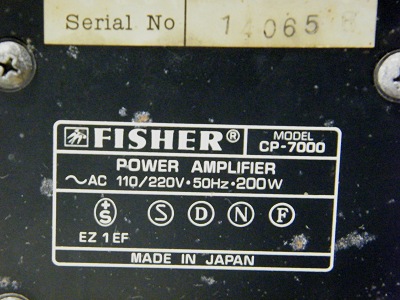 Serial No 14065
FISHER® MODEL CP-7000
POWER AMPLIFIER
~AC 110/220V·50Hz·200W
S S D N F
EZ 1 EF
MADE IN JAPAN